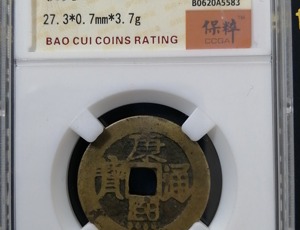 B0620A5583
27.3*0.7mm*3.7g
保粹
CCGA
BAO CUI COINS RATING
康熙通寶